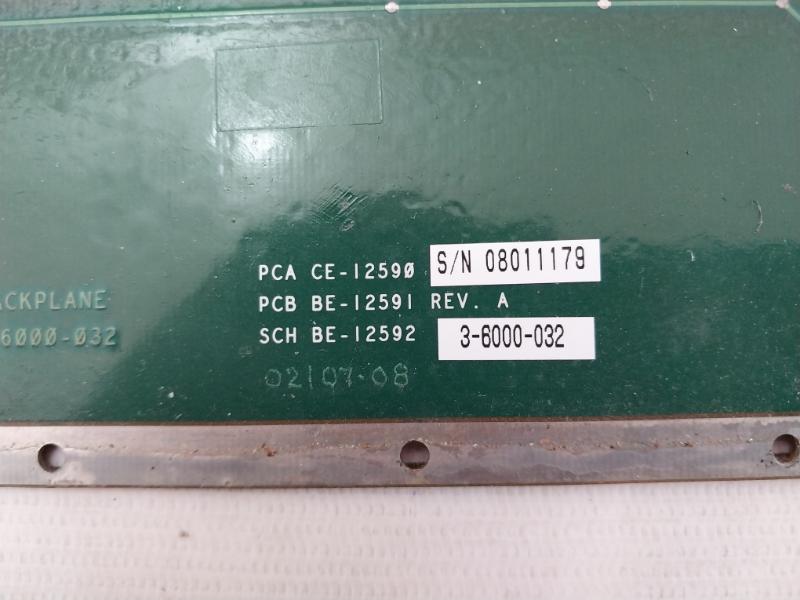 PCA CE-12590 S/N 08011179
PCB BE-12591 REV. A
SCH BE-12592 3-6000-032
ACKPLANE
6000-032
02107-08